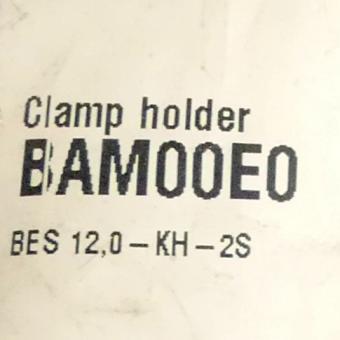 Clamp holder
BAM00E0
BES 12,0-KH-2S